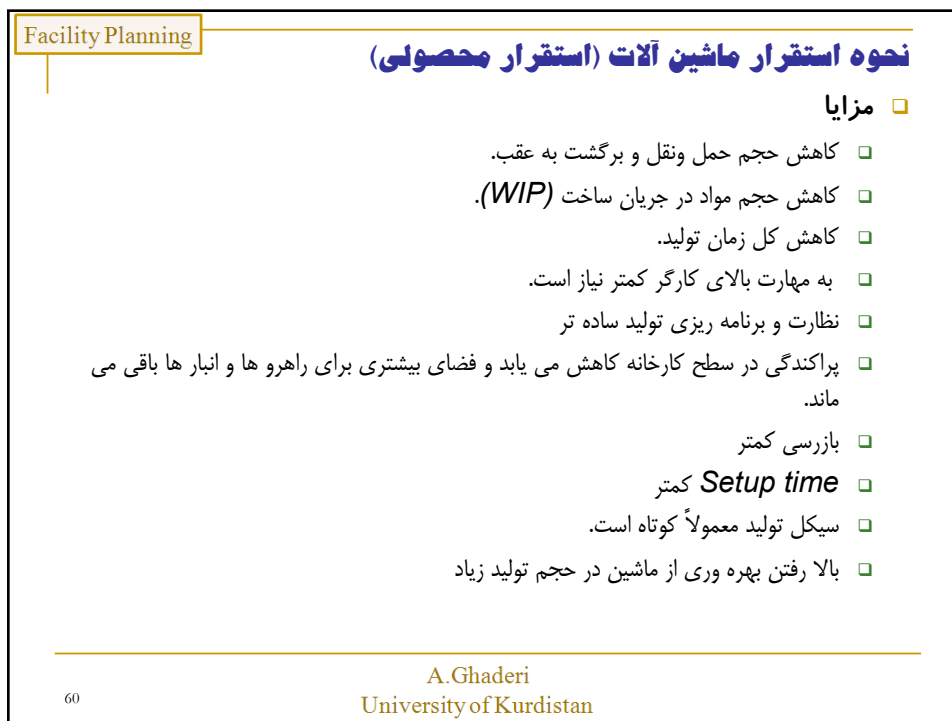 Facility Planning
نحوه استقرار ماشین آلات (استقرار محصولی)
مزایا
کاهش حجم حمل ونقل و برگشت به عقب.
کاهش حجم مواد در جریان ساخت (WIP).
کاهش کل زمان تولید.
به مهارت بالای کارگر کمتر نیاز است.
نظارت و برنامه ریزی تولید ساده تر
پراکندگی در سطح کارخانه کاهش می یابد و فضای بیشتری برای راهرو ها و انبار ها باقی می
ماند.
بازرسی کمتر
Setup time کمتر
سیکل تولید معمولاً کوتاه است.
بالا رفتن بهره وری از ماشین در حجم تولید زیاد
A.Ghaderi
University of Kurdistan
60